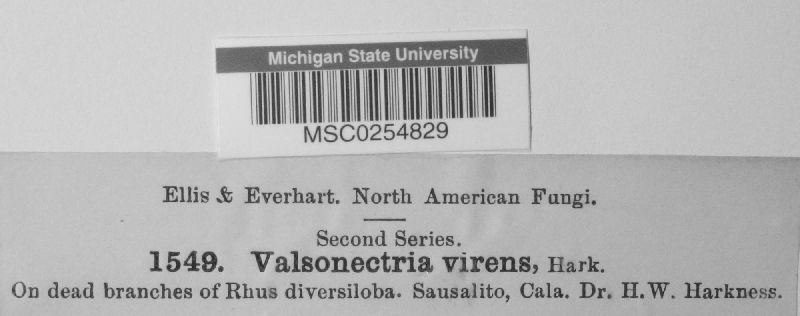 Michigan State University
MSC0254829
Ellis & Everhart. North American Fungi.
Second Series.
1549. Valsonectria virens, Hark.
On dead branches of Rhus diversiloba. Sausalito, Cala. Dr. H.W. Harkness.